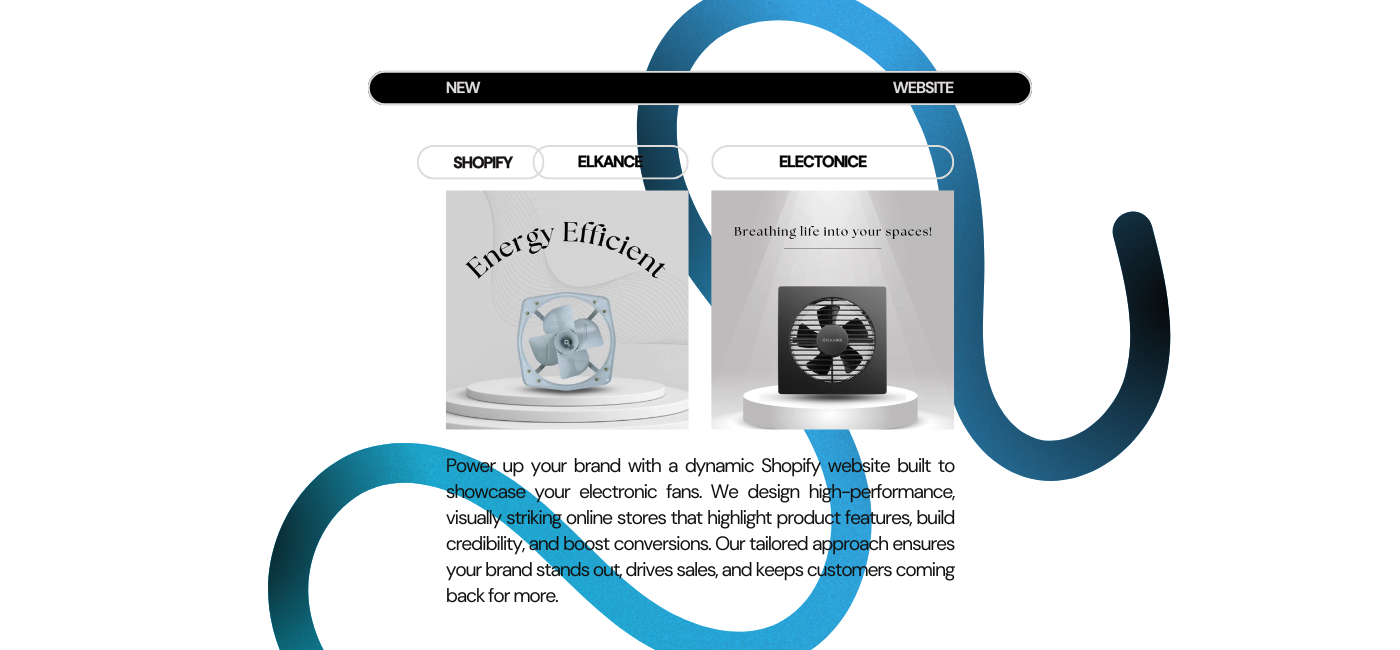 NEW WEBSITE
SHOPIFY ELKANCE ELECTONICE
Energy Efficient
Breathing life into your spaces!
Power up your brand with a dynamic Shopify website built to
showcase your electronic fans. We design high-performance,
visually striking online stores that highlight product features, build
credibility, and boost conversions. Our tailored approach ensures
your brand stands out, drives sales, and keeps customers coming
back for more.